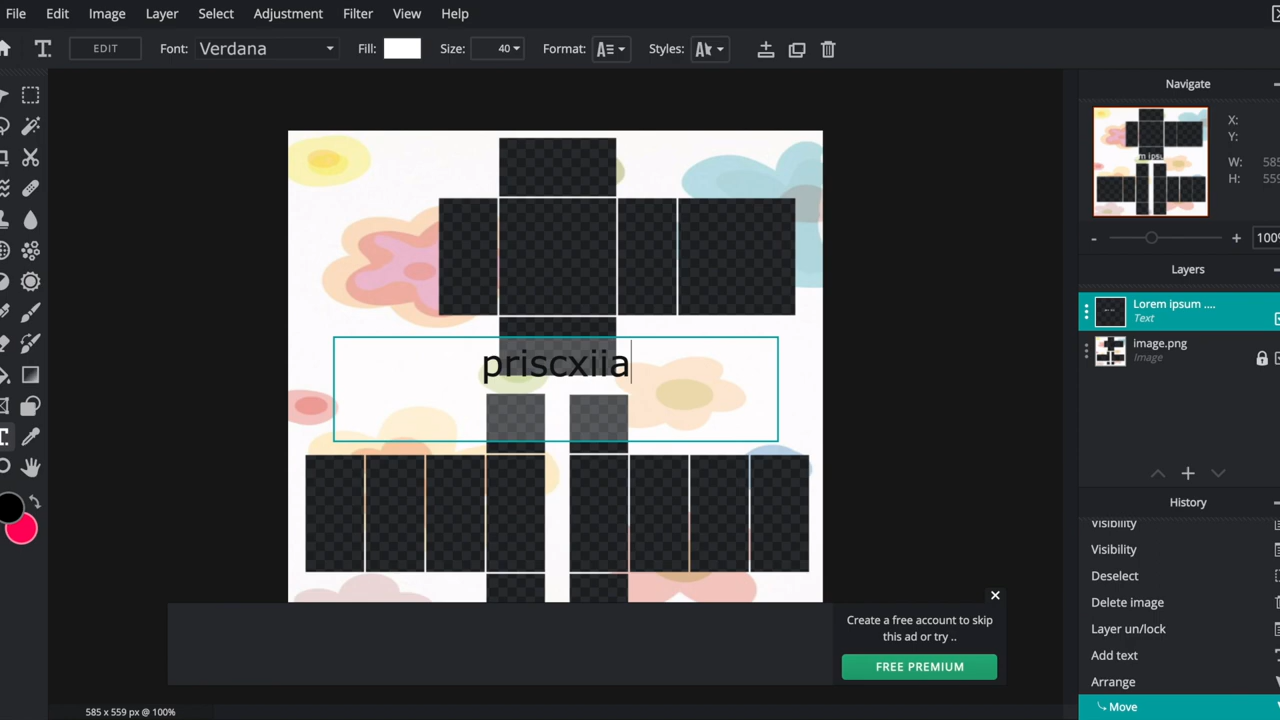 File Edit Image Layer Select Adjustment Filter View Help
EDIT Font: Verdana Fill: Size: 40 Format: Styles:
Navigate
X:
Y:
W: 585
H: 559
- + 100%
Layers
Lorem ipsum ....
Text
image.png
Image
priscxiia
History
Visibility
Visibility
Deselect
Delete image
Layer un/lock
Add text
Arrange
Move
Create a free account to skip
this ad or try ..
FREE PREMIUM
585 x 559 px @ 100%